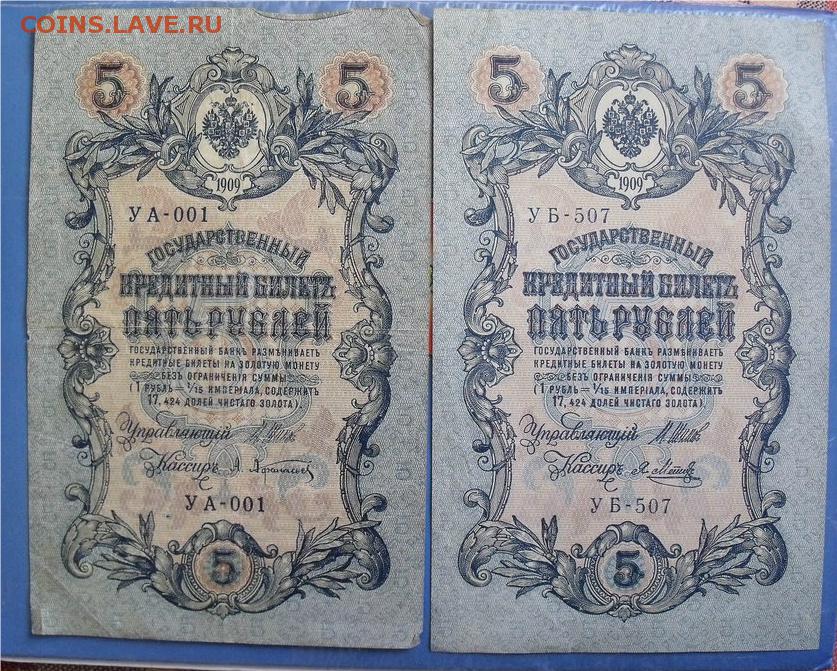 COINS.LAVE.RU
5 5
1909
УА-001
ГОСУДАРСТВЕННЫЙ
КРЕДИТНЫЙ БИЛЕТЪ
ПЯТЬ РУБЛЕЙ
ГОСУДАРСТВЕННЫЙ БАНКЪ РАЗМѢНИВАЕТЪ
КРЕДИТНЫЕ БИЛЕТЫ НА ЗОЛОТУЮ МОНЕТУ
БЕЗЪ ОГРАНИЧЕНІЯ СУММЫ
(1 РУБЛЬ = 1/15 ИМПЕРІАЛА, СОДЕРЖИТЪ
17,424 ДОЛЕЙ ЧИСТАГО ЗОЛОТА).
Управляющій
Кассиръ
УА-001
5
5 5
1909
УБ-507
ГОСУДАРСТВЕННЫЙ
КРЕДИТНЫЙ БИЛЕТЪ
ПЯТЬ РУБЛЕЙ
ГОСУДАРСТВЕННЫЙ БАНКЪ РАЗМѢНИВАЕТЪ
КРЕДИТНЫЕ БИЛЕТЫ НА ЗОЛОТУЮ МОНЕТУ
БЕЗЪ ОГРАНИЧЕНІЯ СУММЫ
(1 РУБЛЬ = 1/15 ИМПЕРІАЛА, СОДЕРЖИТЪ
17,424 ДОЛЕЙ ЧИСТАГО ЗОЛОТА).
Управляющій
Кассиръ
УБ-507
5